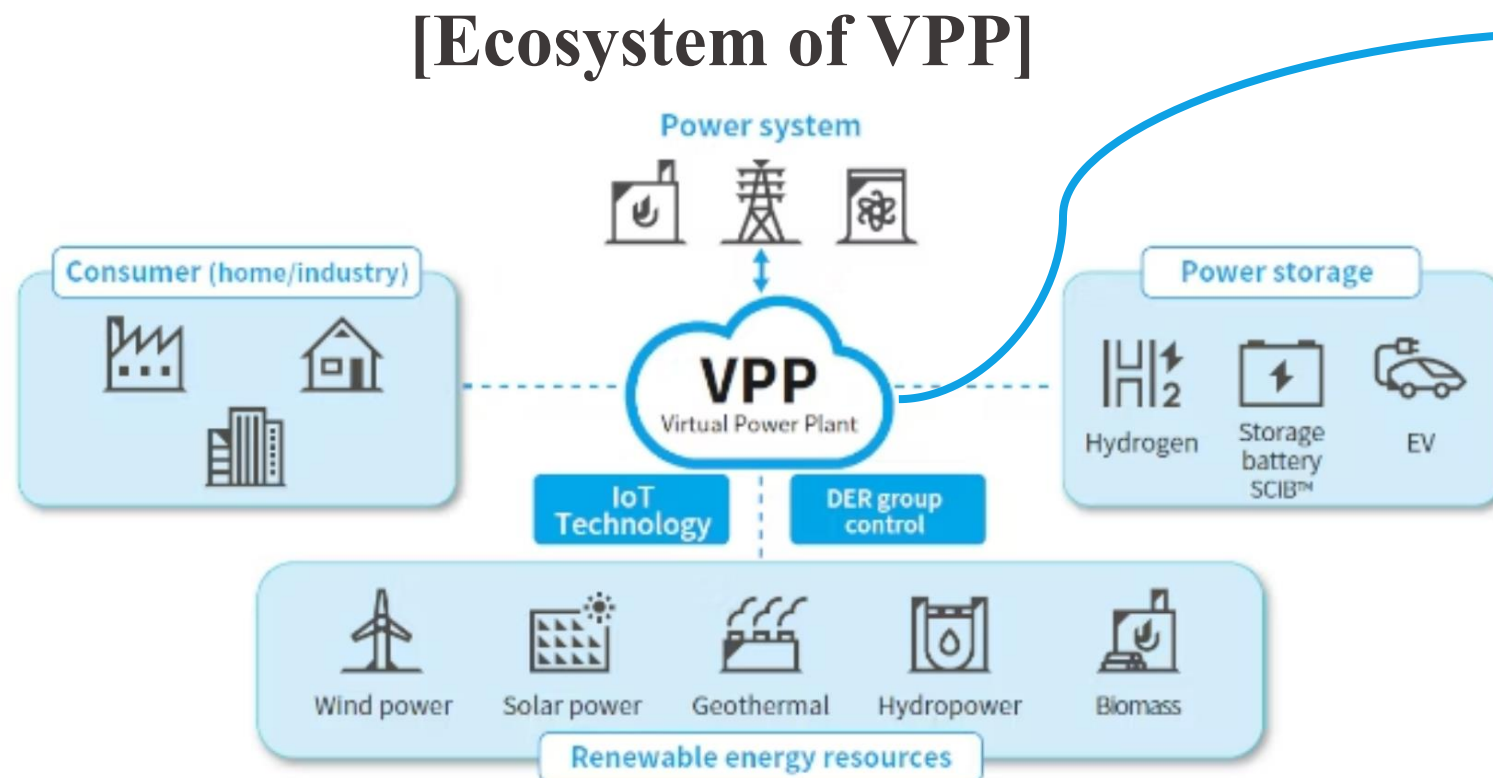 [Ecosystem of VPP]
Power system
Consumer (home/industry)
Power storage
VPP
Virtual Power Plant
H2
Hydrogen
Storage
battery
SCIB™
EV
IoT
Technology
DER group
control
Wind power
Solar power
Geothermal
Hydropower
Biomass
Renewable energy resources